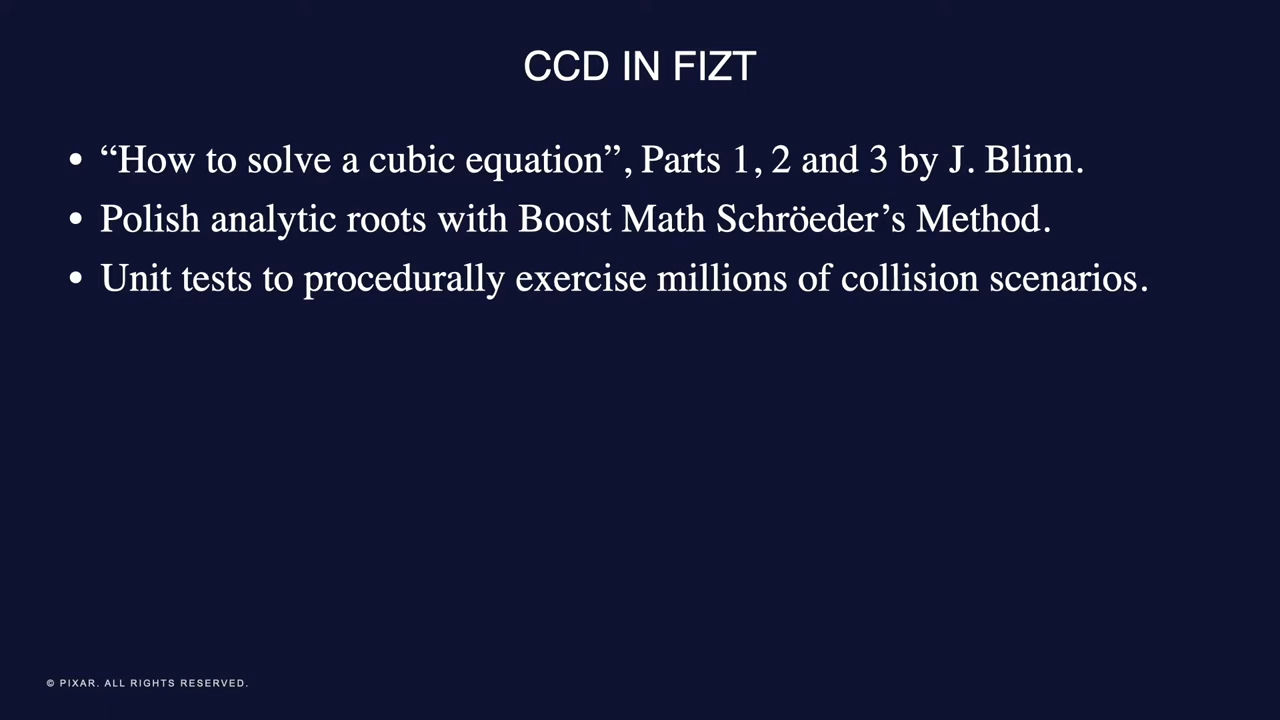 CCD IN FIZT
• “How to solve a cubic equation”, Parts 1, 2 and 3 by J. Blinn.
• Polish analytic roots with Boost Math Schröeder’s Method.
• Unit tests to procedurally exercise millions of collision scenarios.
© PIXAR. ALL RIGHTS RESERVED.